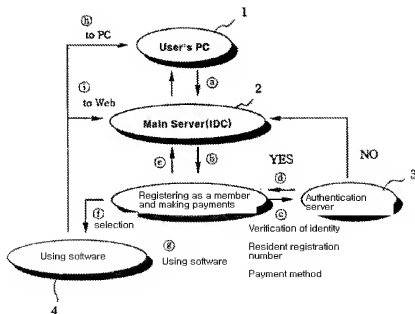 ⓗ
to PC
1
User's PC
ⓐ
ⓘ
to Web
2
Main Server(IDC)
ⓔ
ⓑ
YES
NO
ⓓ
3
Registering as a member
and making payments
Authentication
server
ⓒ
ⓕ
selection
Verification of identity
ⓖ
Using software
Using software
Resident registration
number
Payment method
4